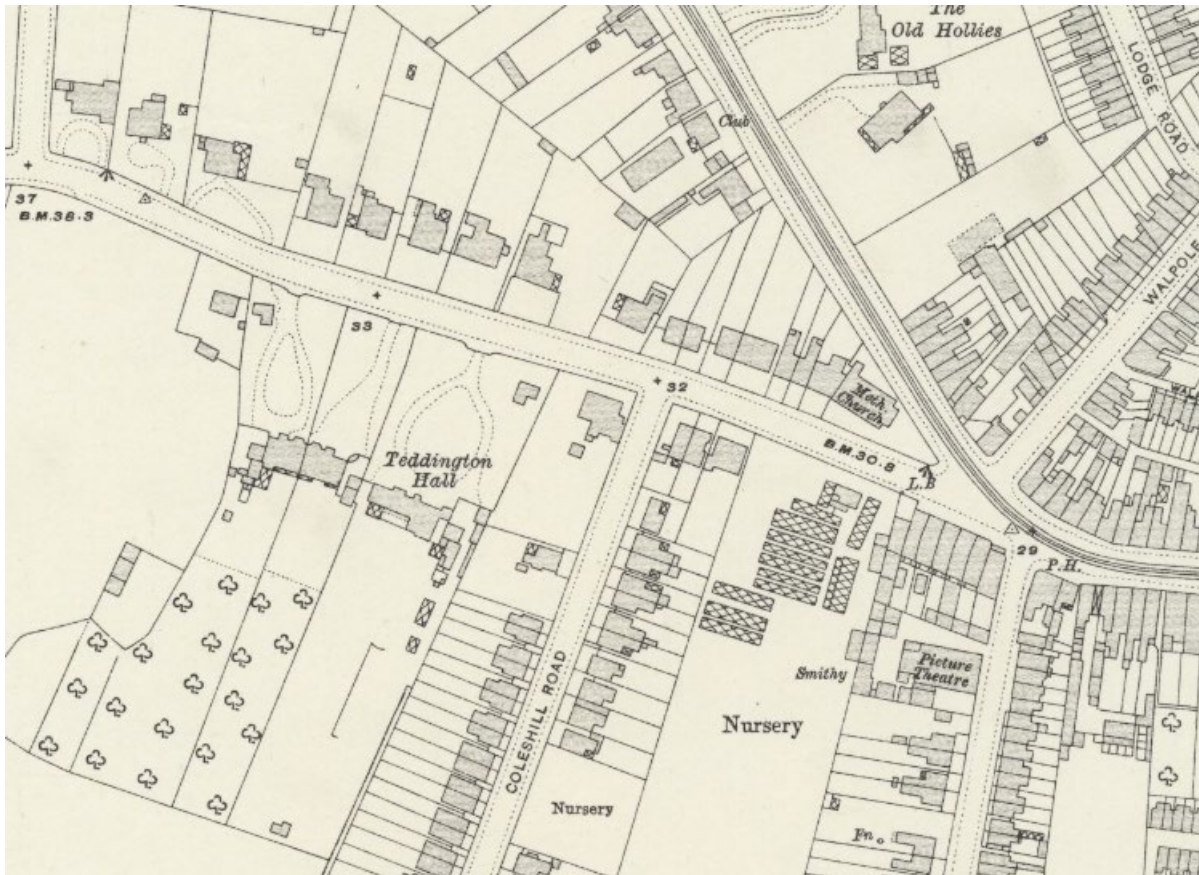 The
Old Hollies
LODGE ROAD
Club
37
B.M.38·3
WALPOL
33
32
Meth.
Church
B.M.30·8
L.B
Teddington
Hall
29
P.H.
COLESHILL ROAD
Smithy
Picture
Theatre
Nursery
Nursery
Fn.